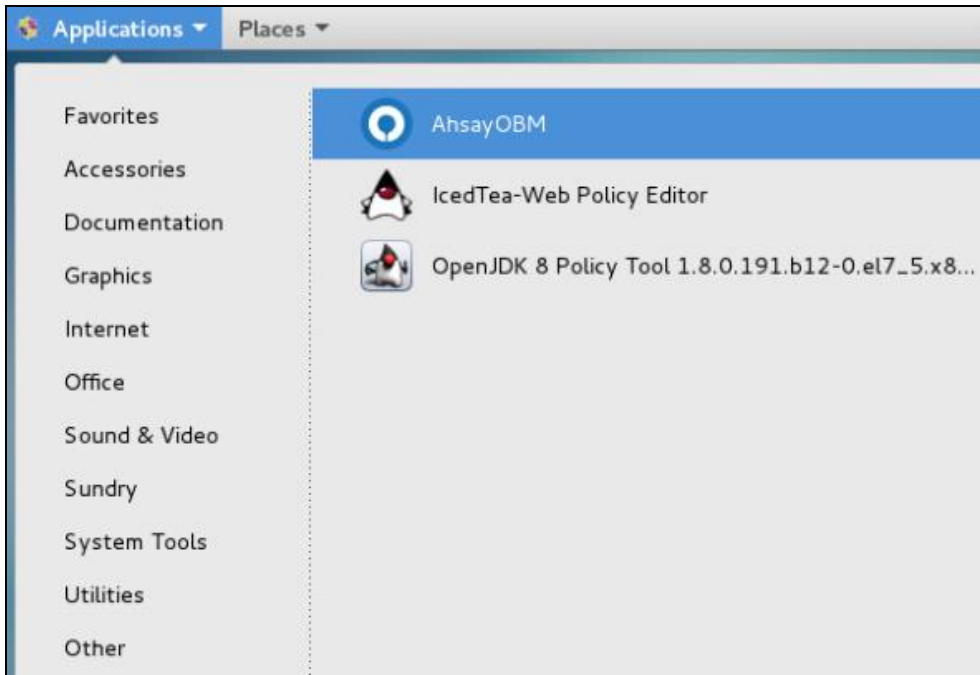 Applications Places
Favorites
Accessories
Documentation
Graphics
Internet
Office
Sound & Video
Sundry
System Tools
Utilities
Other
AhsayOBM
IcedTea-Web Policy Editor
OpenJDK 8 Policy Tool 1.8.0.191.b12-0.el7_5.x8...